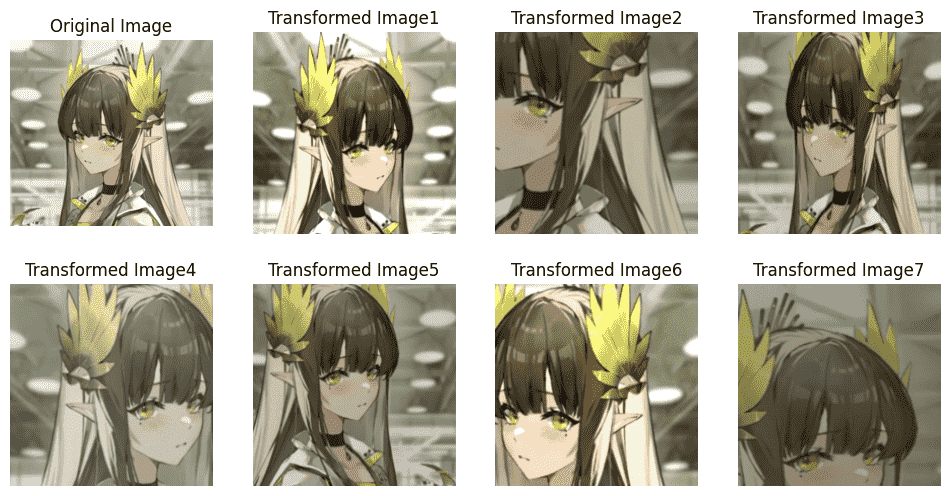 Original Image
Transformed Image1
Transformed Image2
Transformed Image3
Transformed Image4
Transformed Image5
Transformed Image6
Transformed Image7